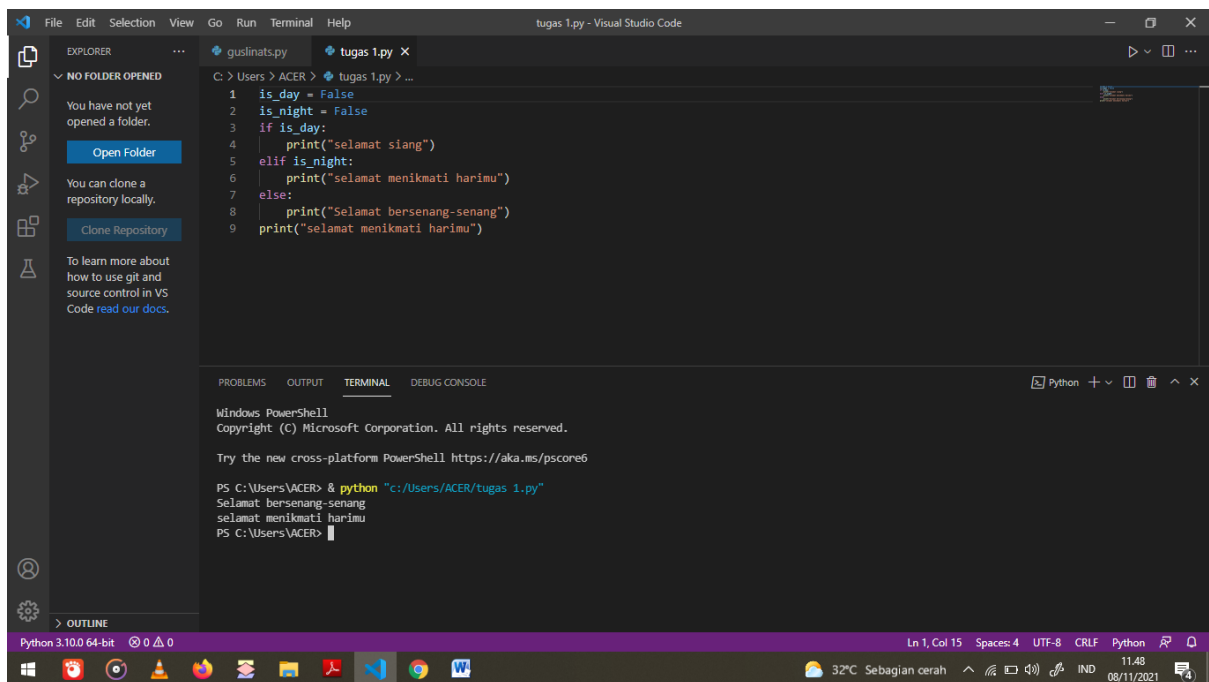 File Edit Selection View Go Run Terminal Help
tugas 1.py - Visual Studio Code
EXPLORER ...
NO FOLDER OPENED
You have not yet
opened a folder.
Open Folder
You can clone a
repository locally.
Clone Repository
To learn more about
how to use git and
source control in VS
Code read our docs.
OUTLINE
guslinats.py
tugas 1.py
C: > Users > ACER > tugas 1.py > ...
1 is_day = False
2 is_night = False
3 if is_day:
4     print("selamat siang")
5 elif is_night:
6     print("selamat menikmati harimu")
7 else:
8     print("Selamat bersenang-senang")
9 print("selamat menikmati harimu")
PROBLEMS OUTPUT TERMINAL DEBUG CONSOLE
Python
Windows PowerShell
Copyright (C) Microsoft Corporation. All rights reserved.
Try the new cross-platform PowerShell https://aka.ms/pscore6
PS C:\Users\ACER> & python "c:/Users/ACER/tugas 1.py"
Selamat bersenang-senang
selamat menikmati harimu
PS C:\Users\ACER>
Python 3.10.0 64-bit 0 0
Ln 1, Col 15 Spaces: 4 UTF-8 CRLF Python
32°C Sebagian cerah
IND
11.48
08/11/2021
4